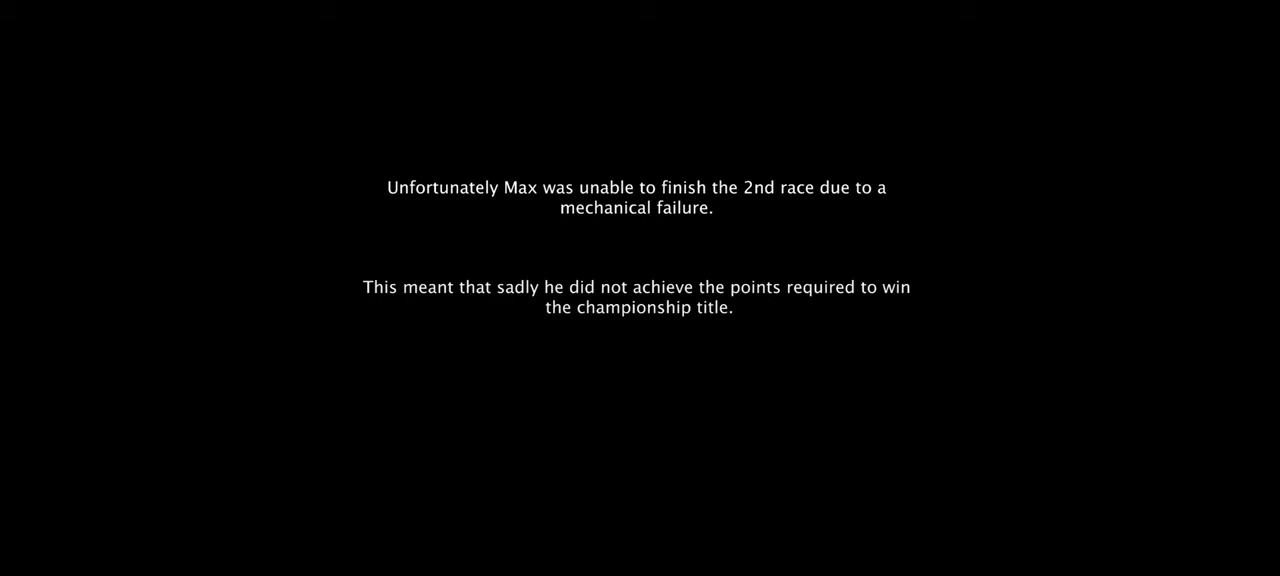 Unfortunately Max was unable to finish the 2nd race due to a
mechanical failure.
This meant that sadly he did not achieve the points required to win
the championship title.